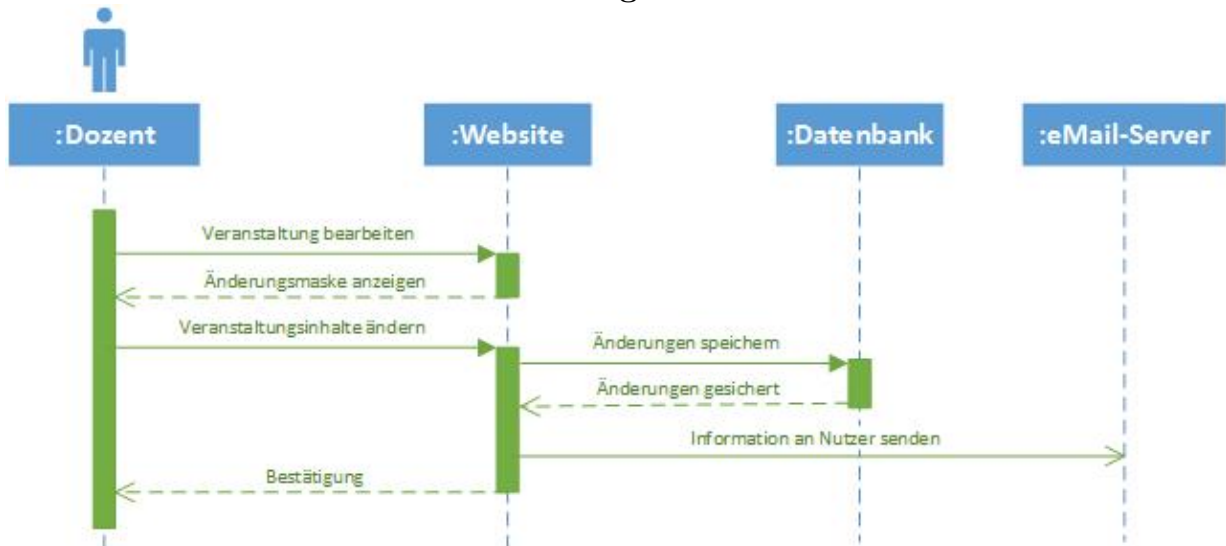 :Dozent
:Website
:Datenbank
:eMail-Server
Veranstaltung bearbeiten
Änderungsmaske anzeigen
Veranstaltungsinhalte ändern
Änderungen speichern
Änderungen gesichert
Information an Nutzer senden
Bestätigung